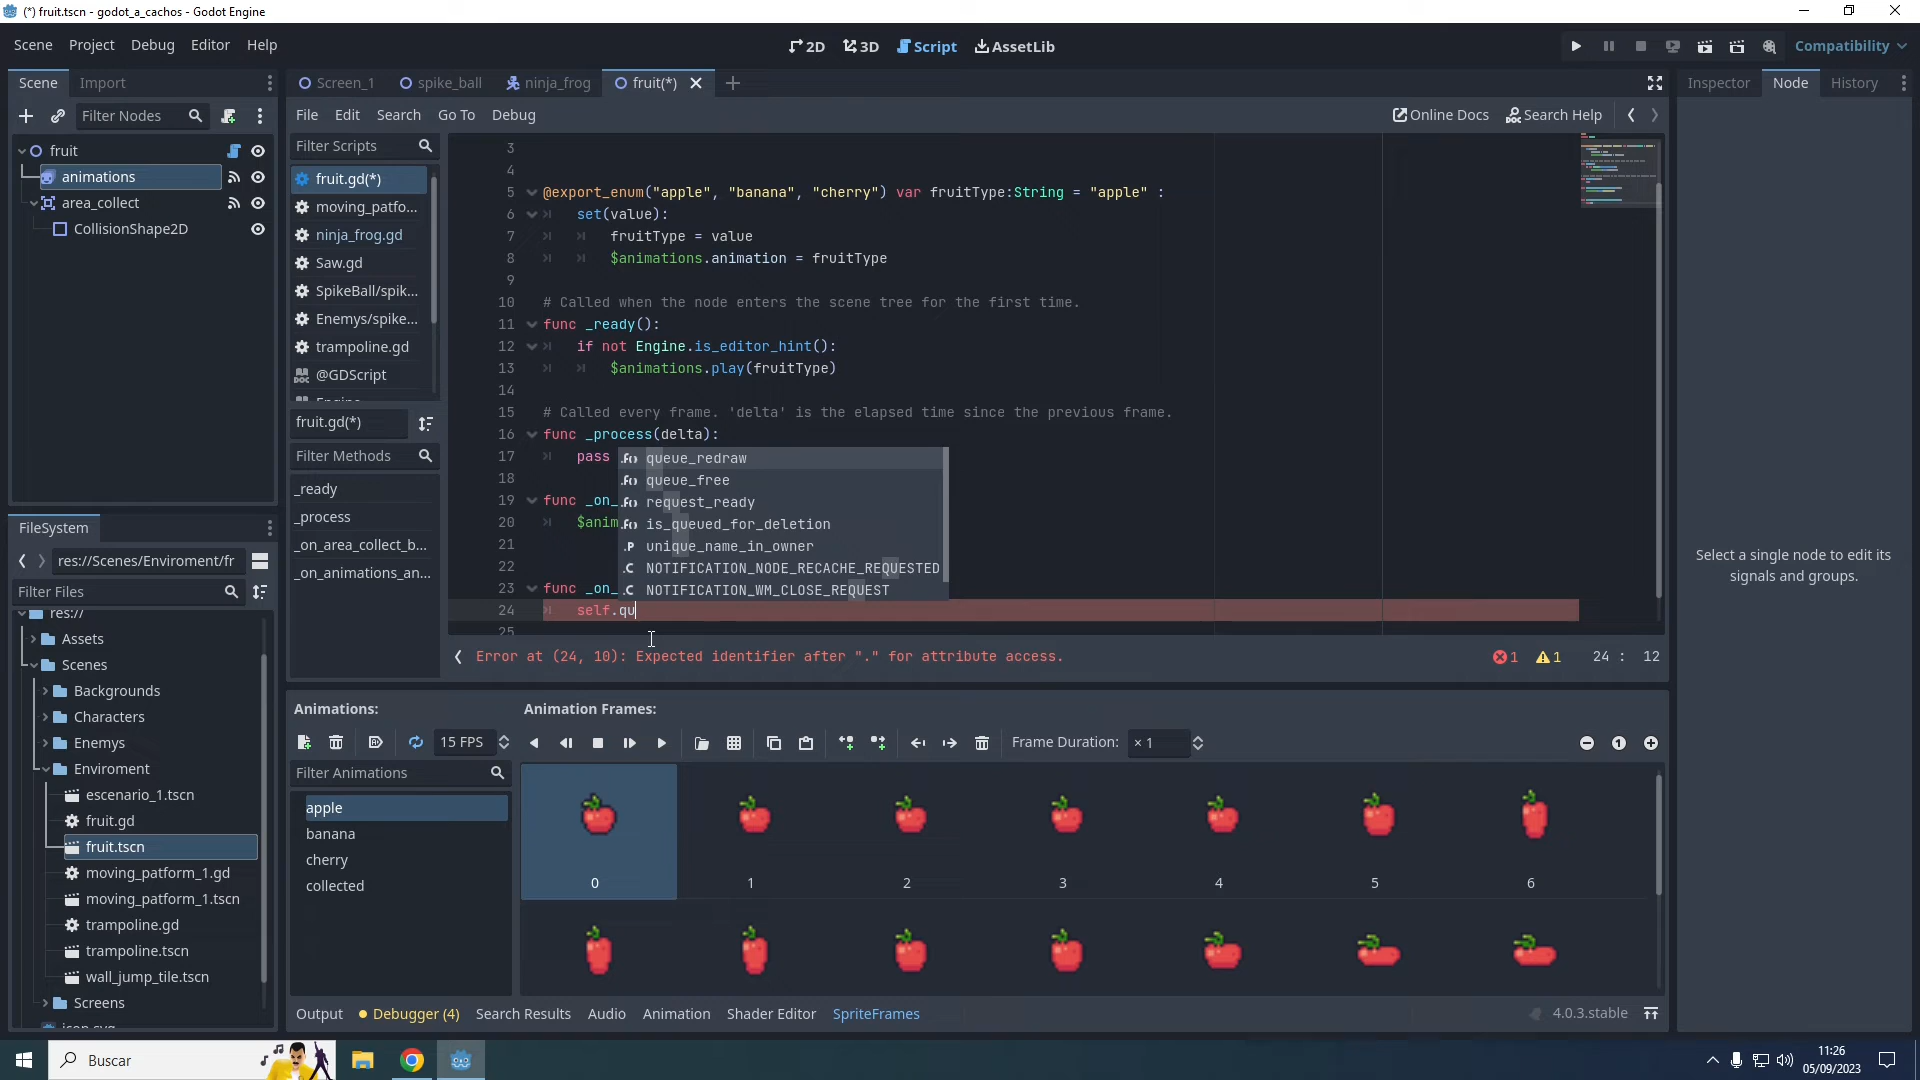 (*) fruit.tscn - godot_a_cachos - Godot Engine
Scene Project Debug Editor Help
2D 3D Script AssetLib
Compatibility
Scene Import
Screen_1 spike_ball ninja_frog fruit(*)
Inspector Node History
Filter Nodes
File Edit Search Go To Debug
Online Docs Search Help
fruit
animations
area_collect
CollisionShape2D
Filter Scripts
fruit.gd(*)
moving_patfo...
ninja_frog.gd
Saw.gd
SpikeBall/spik...
Enemys/spike...
trampoline.gd
@GDScript
fruit.gd(*)
Filter Methods
_ready
_process
_on_area_collect_b...
_on_animations_an...
3
4
5 @export_enum("apple", "banana", "cherry") var fruitType:String = "apple" :
6 set(value):
7 fruitType = value
8 $animations.animation = fruitType
9
10 # Called when the node enters the scene tree for the first time.
11 func _ready():
12 if not Engine.is_editor_hint():
13 $animations.play(fruitType)
14
15 # Called every frame. 'delta' is the elapsed time since the previous frame.
16 func _process(delta):
17 pass
18
19 func _on_
20 $anim
21
22
23 func _on_
24 self.qu
25
queue_redraw
queue_free
request_ready
is_queued_for_deletion
unique_name_in_owner
NOTIFICATION_NODE_RECACHE_REQUESTED
NOTIFICATION_WM_CLOSE_REQUEST
Error at (24, 10): Expected identifier after "." for attribute access.
1 1 24 : 12
Select a single node to edit its
signals and groups.
FileSystem
res://Scenes/Enviroment/fr
Filter Files
res://
Assets
Scenes
Backgrounds
Characters
Enemys
Enviroment
escenario_1.tscn
fruit.gd
fruit.tscn
moving_patform_1.gd
moving_patform_1.tscn
trampoline.gd
trampoline.tscn
wall_jump_tile.tscn
Screens
Animations:
15 FPS
Filter Animations
apple
banana
cherry
collected
Animation Frames:
Frame Duration: × 1
0 1 2 3 4 5 6
Output Debugger (4) Search Results Audio Animation Shader Editor SpriteFrames
4.0.3.stable
Buscar
11:26
05/09/2023